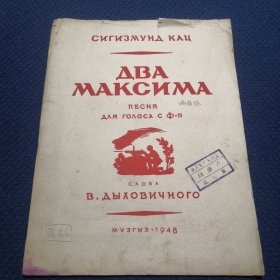 СИГИЗМУНД КАЦ
ДВА
МАКСИМА
ПЕСНЯ
ДЛЯ ГОЛОСА С Ф-П
СЛОВА
В. ДЫХОВИЧНОГО
МУЗГИЗ-1948